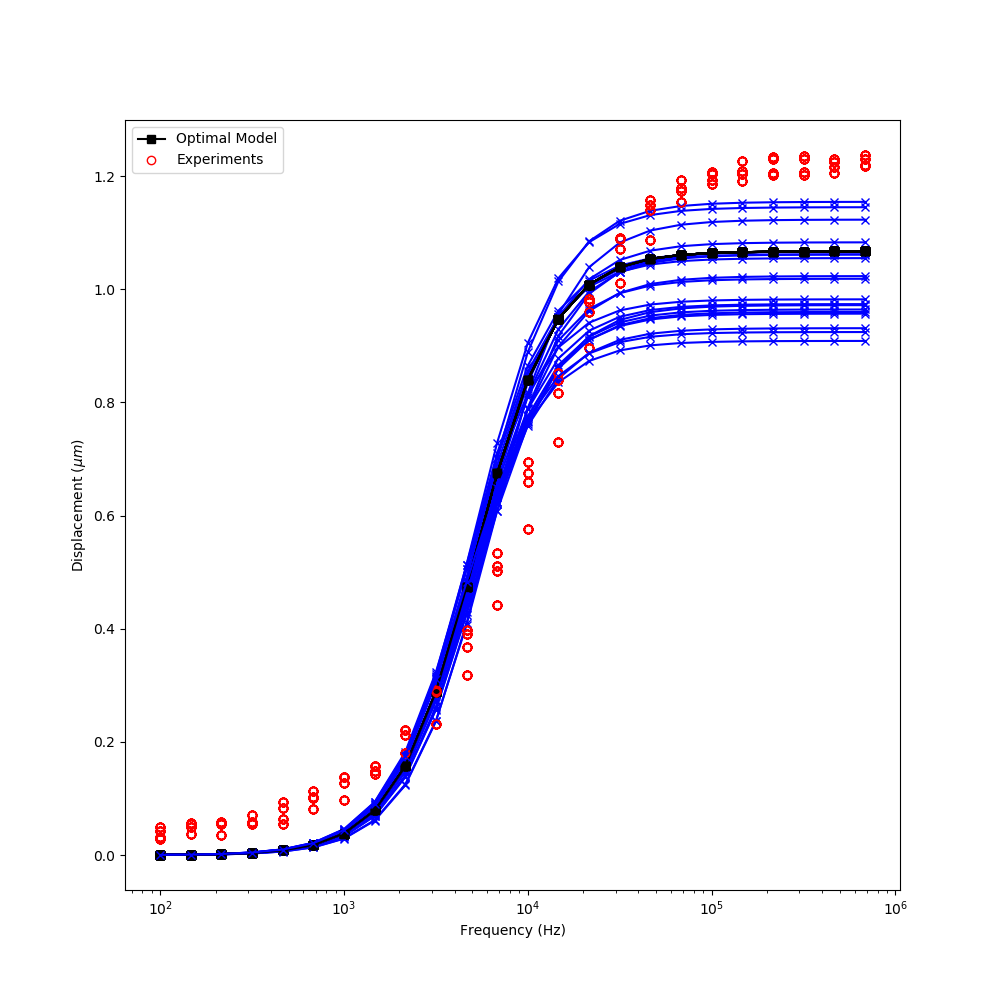 Optimal Model
Experiments
1.2
1.0
0.8
0.6
0.4
0.2
0.0
Displacement (μm)
10² 10³ 10⁴ 10⁵ 10⁶
Frequency (Hz)